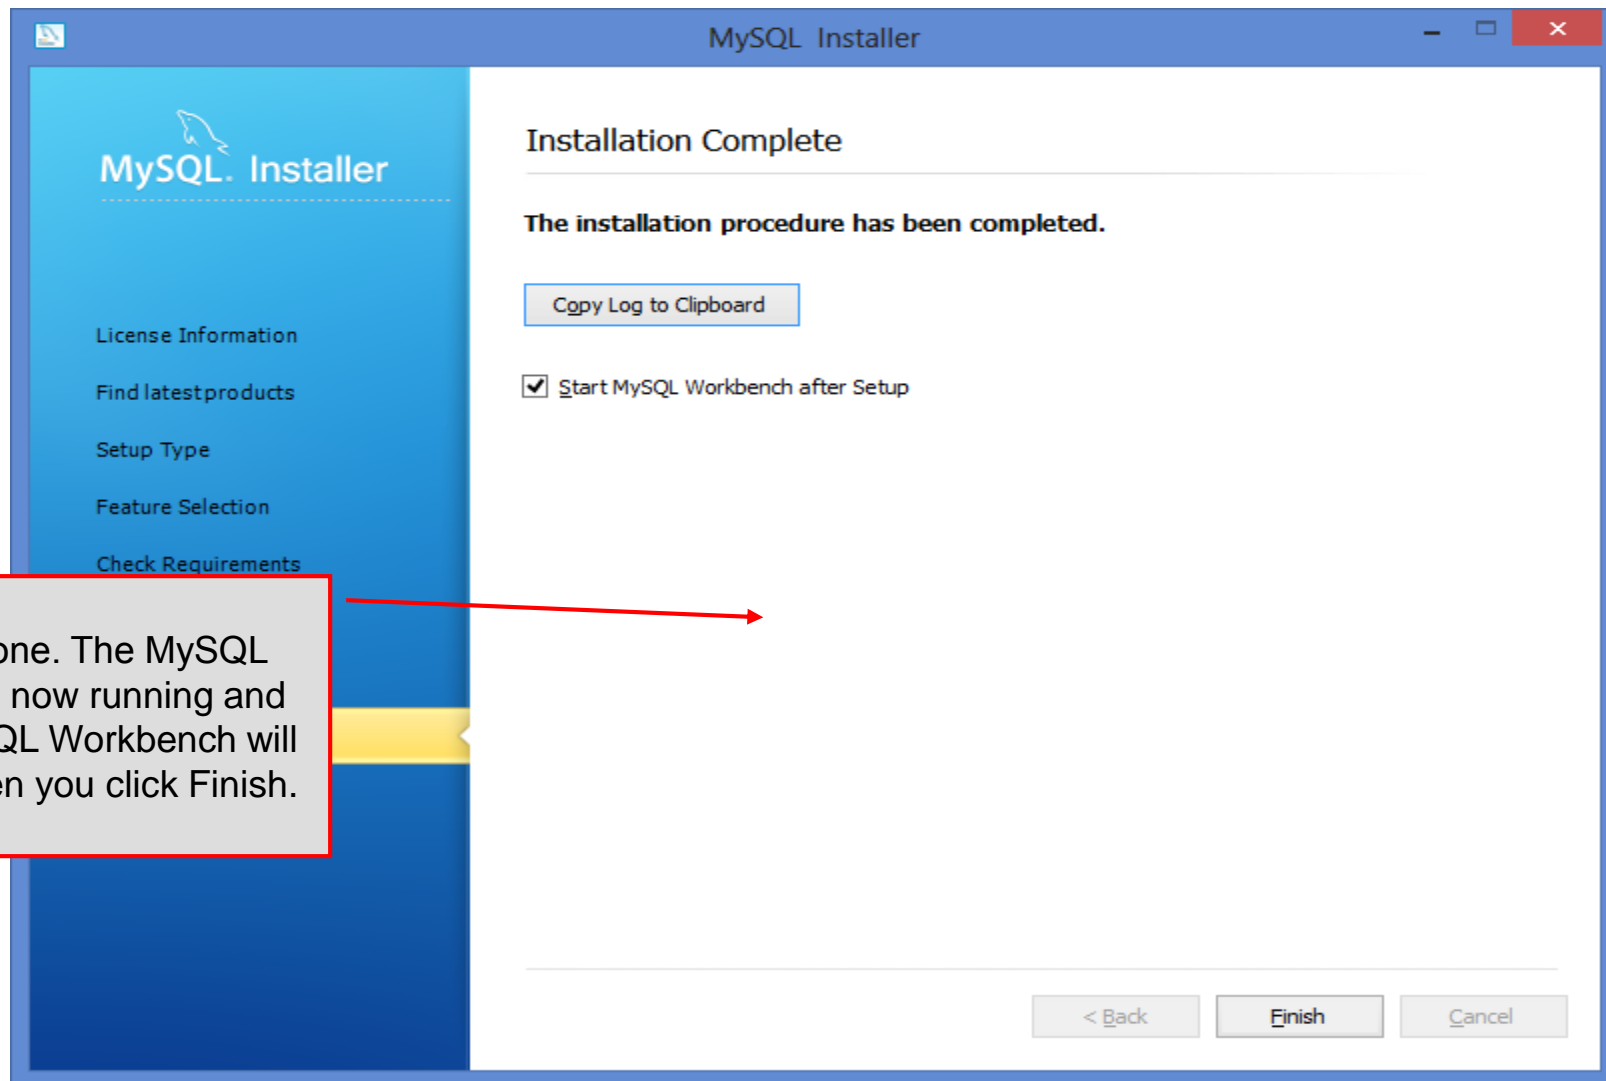 MySQL Installer
MySQL. Installer
License Information
Find latest products
Setup Type
Feature Selection
Check Requirements
one. The MySQL
now running and
QL Workbench will
en you click Finish.
Installation Complete
The installation procedure has been completed.
Copy Log to Clipboard
Start MySQL Workbench after Setup
< Back
Finish
Cancel